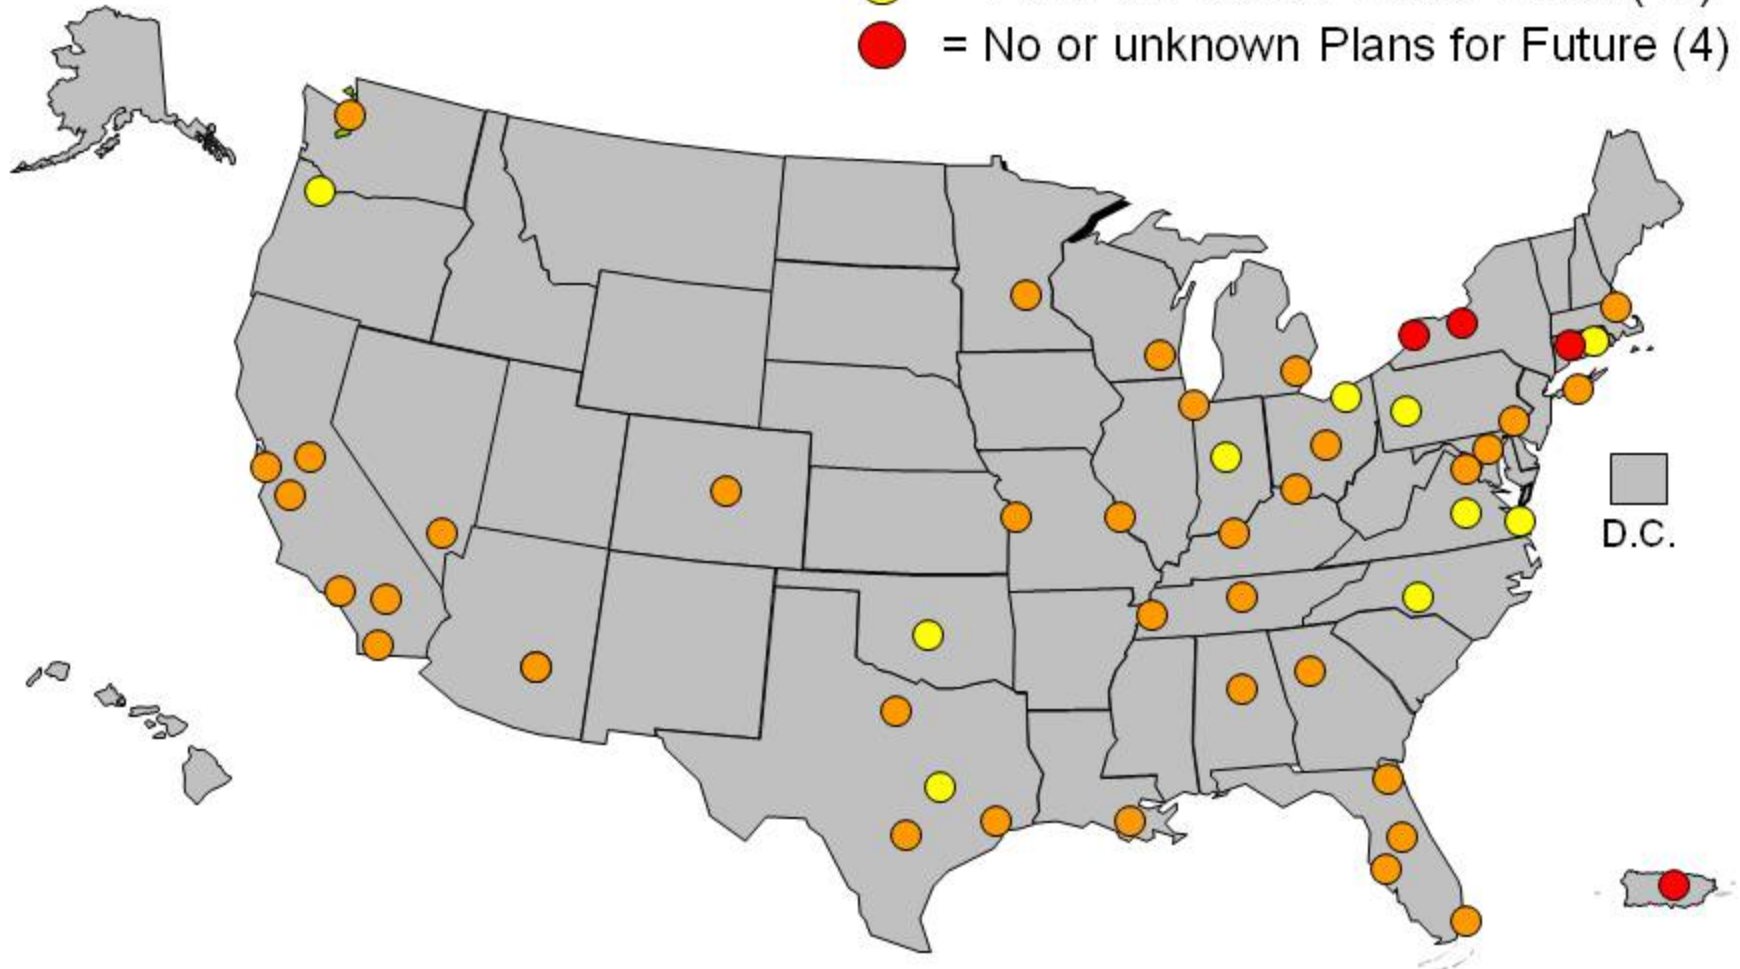 = No or unknown Plans for Future (4)
D.C.